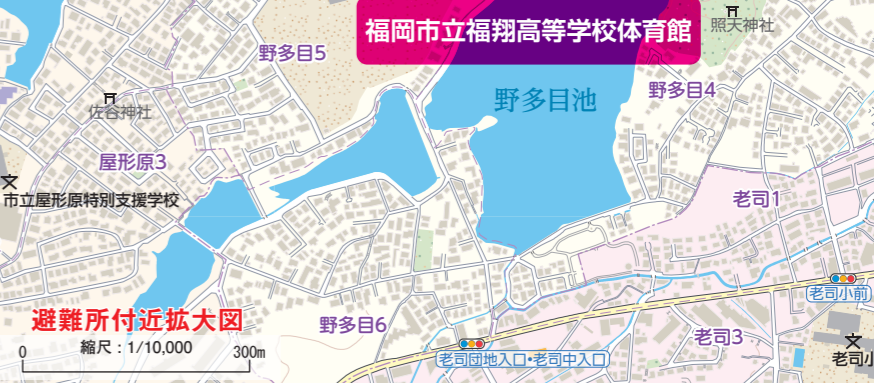 福岡市立福翔高等学校体育館
照天神社
野多目5
野多目4
野多目池
佐谷神社
屋形原3
市立屋形原特別支援学校
老司1
老司小前
避難所付近拡大図
縮尺：1/10,000
0
300m
野多目6
老司団地入口・老司中入口
老司3
老司小